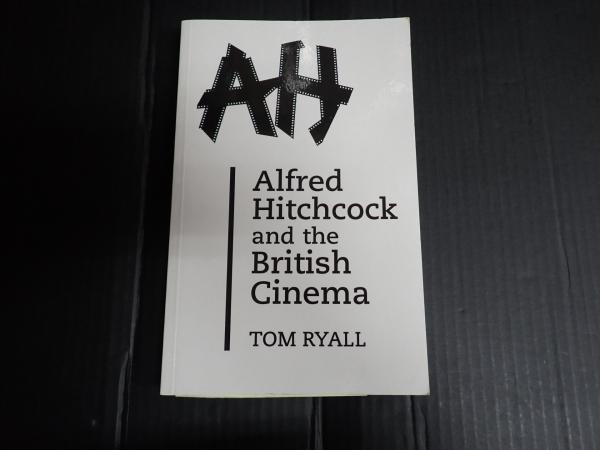 AH
Alfred
Hitchcock
and the
British
Cinema
TOM RYALL